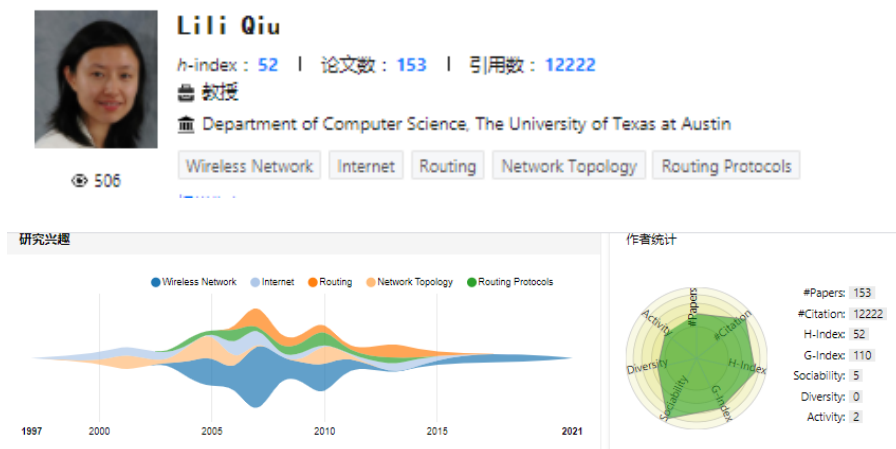 Lili Qiu
h-index : 52 | 论文数 : 153 | 引用数 : 12222
教授
Department of Computer Science, The University of Texas at Austin
Wireless Network Internet Routing Network Topology Routing Protocols
506
研究兴趣
Wireless Network Internet Routing Network Topology Routing Protocols
1997 2000 2005 2010 2015 2021
作者统计
#Papers
#Citation
H-Index
G-Index
Sociability
Diversity
Activity
#Papers: 153
#Citation: 12222
H-Index: 52
G-Index: 110
Sociability: 5
Diversity: 0
Activity: 2